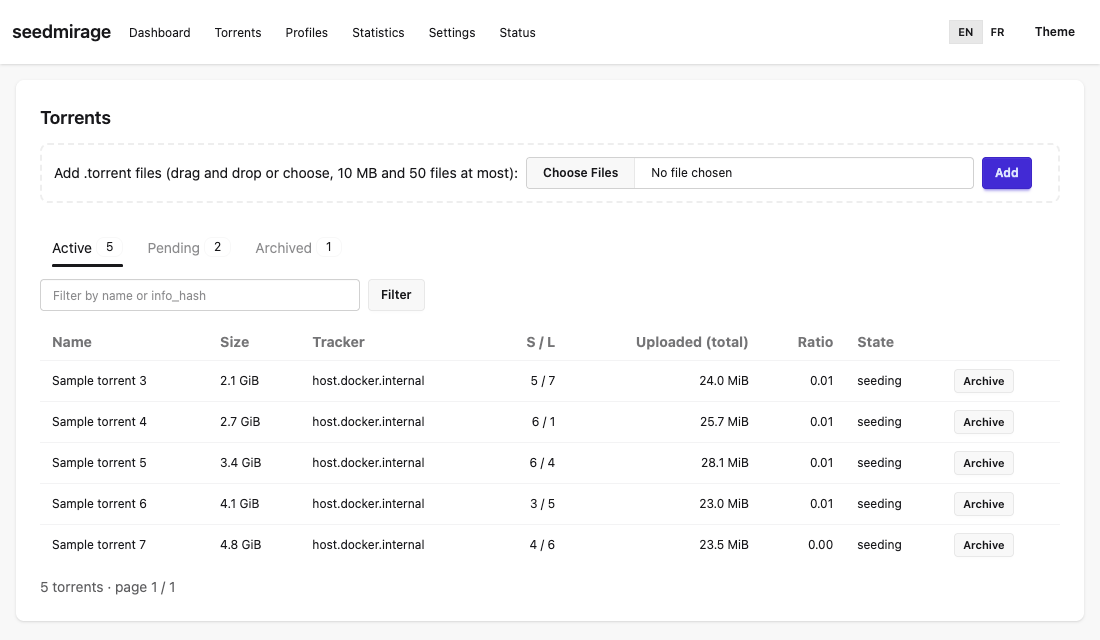 seedmirage Dashboard Torrents Profiles Statistics Settings Status EN FR Theme
Torrents
Add .torrent files (drag and drop or choose, 10 MB and 50 files at most): Choose Files No file chosen Add
Active 5 Pending 2 Archived 1
Filter by name or info_hash Filter
Name Size Tracker S / L Uploaded (total) Ratio State
Sample torrent 3 2.1 GiB host.docker.internal 5 / 7 24.0 MiB 0.01 seeding Archive
Sample torrent 4 2.7 GiB host.docker.internal 6 / 1 25.7 MiB 0.01 seeding Archive
Sample torrent 5 3.4 GiB host.docker.internal 6 / 4 28.1 MiB 0.01 seeding Archive
Sample torrent 6 4.1 GiB host.docker.internal 3 / 5 23.0 MiB 0.01 seeding Archive
Sample torrent 7 4.8 GiB host.docker.internal 4 / 6 23.5 MiB 0.00 seeding Archive
5 torrents · page 1 / 1